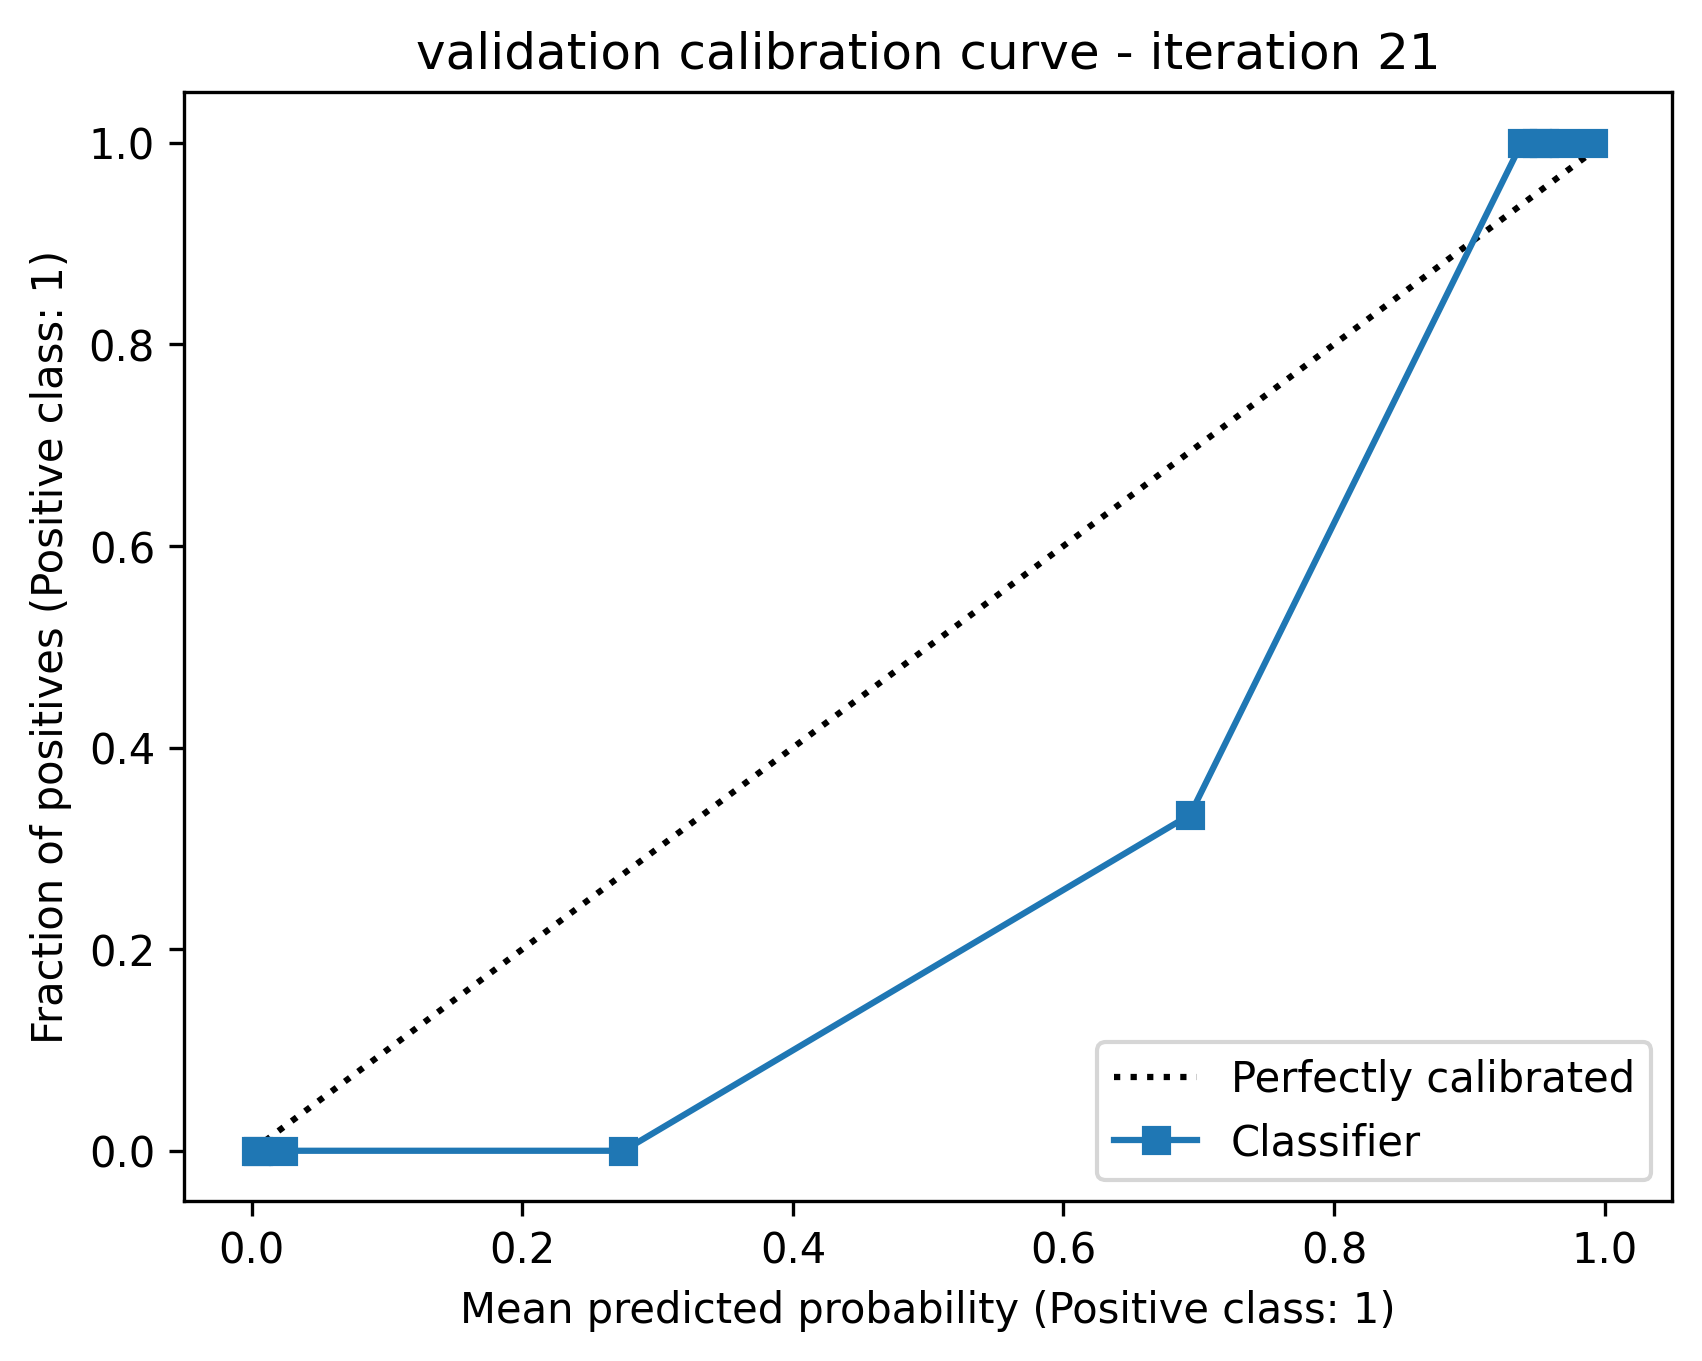 validation calibration curve - iteration 21
1.0
0.8
0.6
0.4
0.2
0.0
Fraction of positives (Positive class: 1)
Perfectly calibrated
Classifier
0.0 0.2 0.4 0.6 0.8 1.0
Mean predicted probability (Positive class: 1)